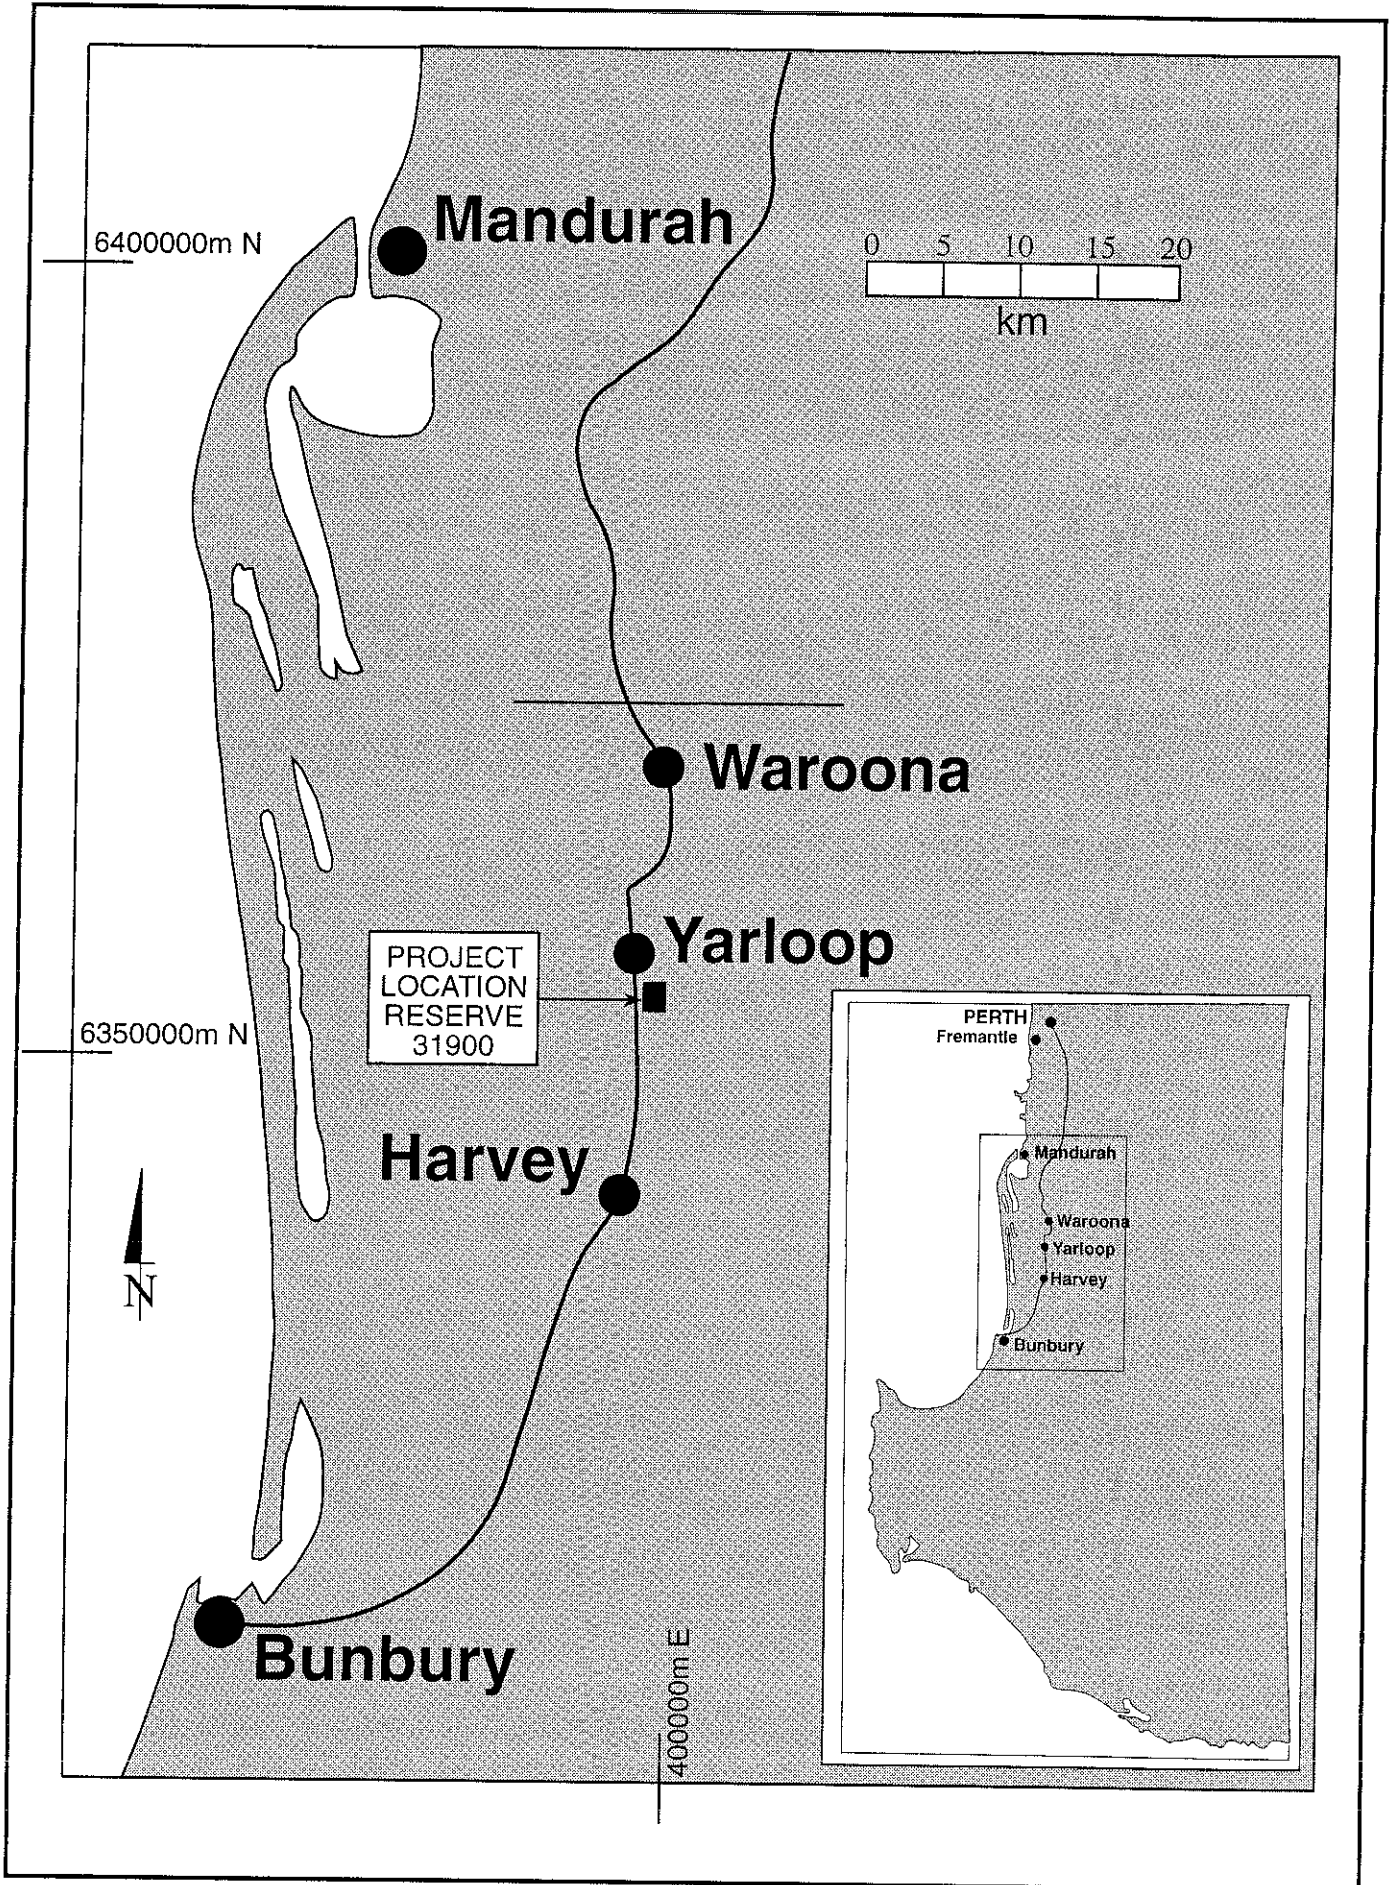 Mandurah
6400000m N
0 5 10 15 20
km
Waroona
Yarloop
PROJECT
LOCATION
RESERVE
31900
6350000m N
Harvey
N
Bunbury
400000m E
PERTH
Fremantle
Mandurah
Waroona
Yarloop
Harvey
Bunbury